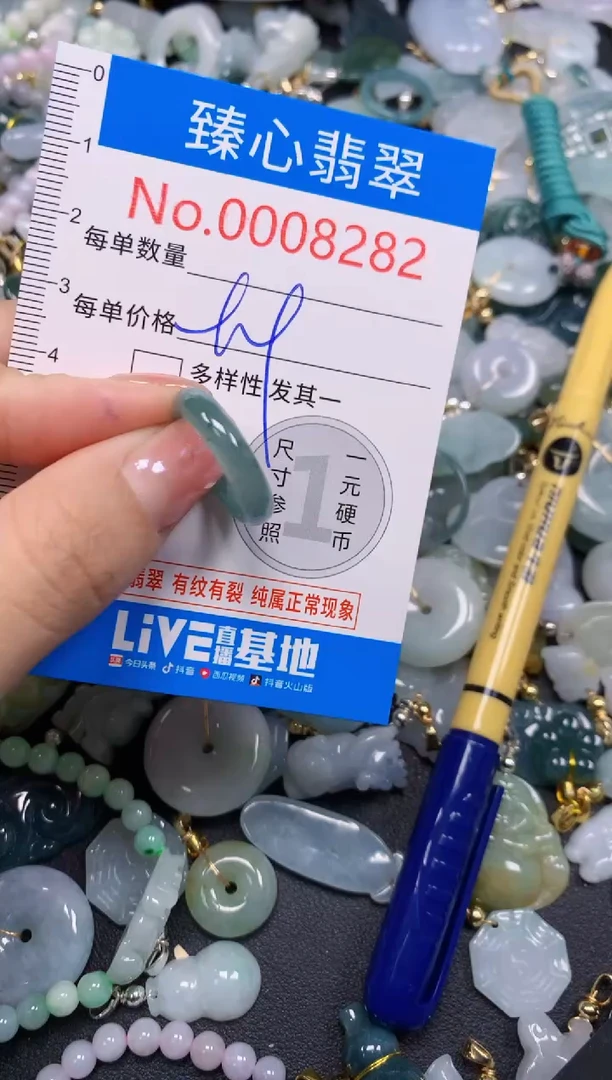 0
臻心翡翠
1
No.0008282
2
每单数量
3
每单价格
4
多样性 发其一
尺寸参照
1
一元硬币
翡翠 有纹有裂 纯属正常现象
LiVE直播基地
今日头条 抖音 西瓜视频 抖音火山版